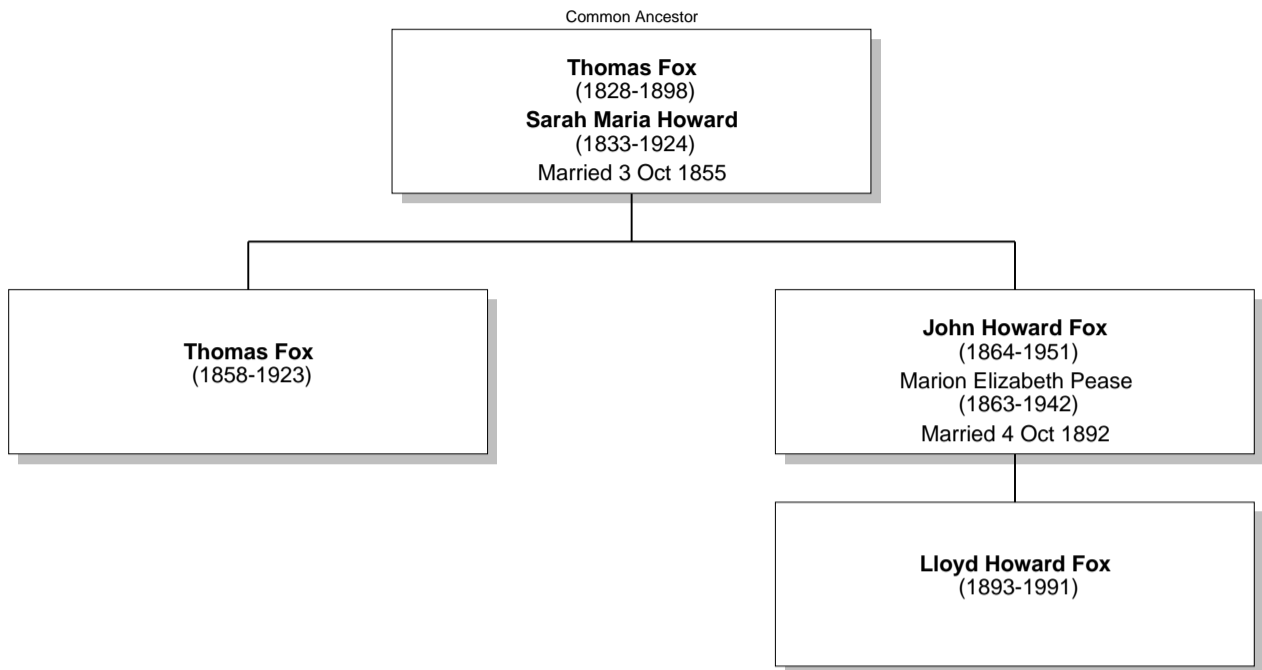 Common Ancestor
Thomas Fox
(1828-1898)
Sarah Maria Howard
(1833-1924)
Married 3 Oct 1855
Thomas Fox
(1858-1923)
John Howard Fox
(1864-1951)
Marion Elizabeth Pease
(1863-1942)
Married 4 Oct 1892
Lloyd Howard Fox
(1893-1991)